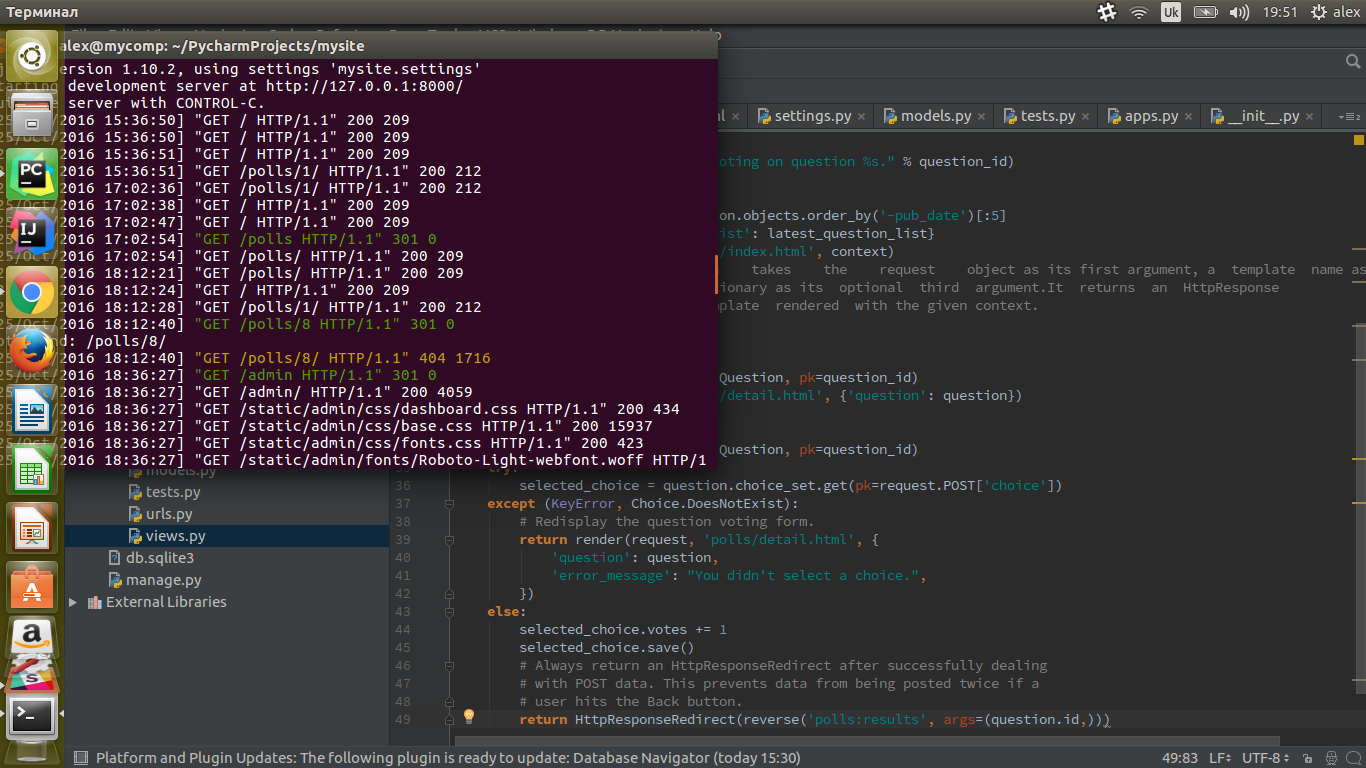 Терминал
Uk
19:51
alex
alex@mycomp: ~/PycharmProjects/mysite
ersion 1.10.2, using settings 'mysite.settings'
development server at http://127.0.0.1:8000/
server with CONTROL-C.
/2016 15:36:50] "GET / HTTP/1.1" 200 209
/2016 15:36:50] "GET / HTTP/1.1" 200 209
/2016 15:36:51] "GET / HTTP/1.1" 200 209
/2016 15:36:51] "GET /polls/1/ HTTP/1.1" 200 212
/2016 17:02:36] "GET /polls/1/ HTTP/1.1" 200 212
/2016 17:02:38] "GET / HTTP/1.1" 200 209
/2016 17:02:47] "GET / HTTP/1.1" 200 209
/2016 17:02:54] "GET /polls HTTP/1.1" 301 0
/2016 17:02:54] "GET /polls/ HTTP/1.1" 200 209
/2016 18:12:21] "GET /polls/ HTTP/1.1" 200 209
/2016 18:12:24] "GET / HTTP/1.1" 200 209
/2016 18:12:28] "GET /polls/1/ HTTP/1.1" 200 212
/2016 18:12:40] "GET /polls/8 HTTP/1.1" 301 0
d: /polls/8/
/2016 18:12:40] "GET /polls/8/ HTTP/1.1" 404 1716
/2016 18:36:27] "GET /admin HTTP/1.1" 301 0
/2016 18:36:27] "GET /admin/ HTTP/1.1" 200 4059
/2016 18:36:27] "GET /static/admin/css/dashboard.css HTTP/1.1" 200 434
/2016 18:36:27] "GET /static/admin/css/base.css HTTP/1.1" 200 15937
/2016 18:36:27] "GET /static/admin/css/fonts.css HTTP/1.1" 200 423
/2016 18:36:27] "GET /static/admin/fonts/Roboto-Light-webfont.woff HTTP/1
settings.py
models.py
tests.py
apps.py
__init__.py
oting on question %s." % question_id)
on.objects.order_by('-pub_date')[:5]
ist': latest_question_list}
/index.html', context)
takes the request object as its first argument, a template name as
ionary as its optional third argument.It returns an HttpResponse
mplate rendered with the given context.
Question, pk=question_id)
/detail.html', {'question': question})
Question, pk=question_id)
models.py
tests.py
urls.py
views.py
db.sqlite3
manage.py
External Libraries
try:
36 selected_choice = question.choice_set.get(pk=request.POST['choice'])
37 except (KeyError, Choice.DoesNotExist):
38 # Redisplay the question voting form.
39 return render(request, 'polls/detail.html', {
40 'question': question,
41 'error_message': "You didn't select a choice.",
42 })
43 else:
44 selected_choice.votes += 1
45 selected_choice.save()
46 # Always return an HttpResponseRedirect after successfully dealing
47 # with POST data. This prevents data from being posted twice if a
48 # user hits the Back button.
49 return HttpResponseRedirect(reverse('polls:results', args=(question.id,)))
Platform and Plugin Updates: The following plugin is ready to update: Database Navigator (today 15:30)
49:83
LF
UTF-8